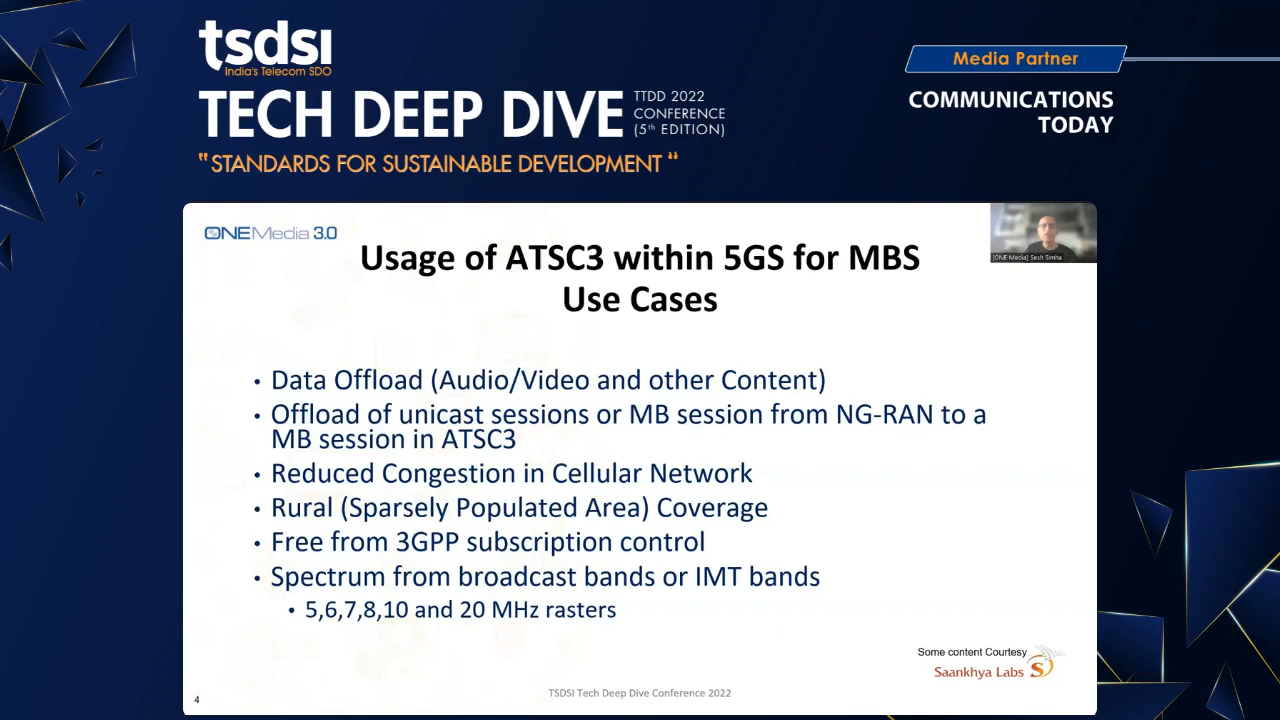 tsdsi
India's Telecom SDO
TECH DEEP DIVE
TTDD 2022
CONFERENCE
(5th EDITION)
"STANDARDS FOR SUSTAINABLE DEVELOPMENT"
Media Partner
COMMUNICATIONS
TODAY
ONEMedia 3.0
[ONE Media] Sesh Simha
Usage of ATSC3 within 5GS for MBS
Use Cases
• Data Offload (Audio/Video and other Content)
• Offload of unicast sessions or MB session from NG-RAN to a
MB session in ATSC3
• Reduced Congestion in Cellular Network
• Rural (Sparsely Populated Area) Coverage
• Free from 3GPP subscription control
• Spectrum from broadcast bands or IMT bands
• 5,6,7,8,10 and 20 MHz rasters
Some content Courtesy
Saankhya Labs
TSDSI Tech Deep Dive Conference 2022
4